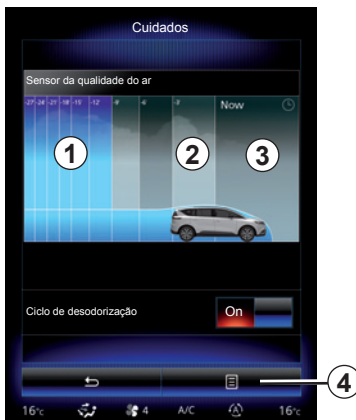 Cuidados
Sensor da qualidade do ar
-27 -24 -21 -18 -15 -12 -9 -6 -3 Now
1 2 3
Ciclo de desodorização On
4
16°c 4 A/C 16°c